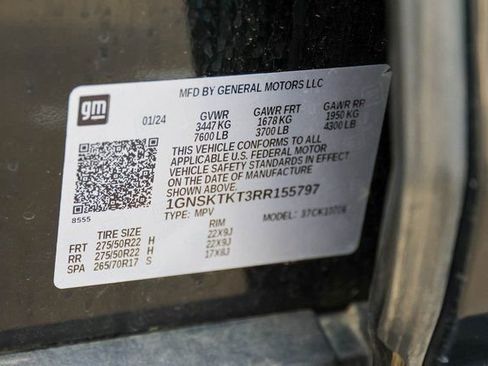 gm
MFD BY GENERAL MOTORS LLC
01/24 GVWR GAWR FRT GAWR RR
3447 KG 1678 KG 1950 KG
7600 LB 3700 LB 4300 LB
THIS VEHICLE CONFORMS TO ALL
APPLICABLE U.S. FEDERAL MOTOR
VEHICLE SAFETY STANDARDS IN EFFECT
ON THE DATE OF MANUFACTURE
SHOWN ABOVE.
1GNSKTKT3RR155797
8555
TYPE: MPV MODEL:
TIRE SIZE RIM
FRT 275/50R22 H 22X9J
RR 275/50R22 H 22X9J
SPA 265/70R17 S 17X8J